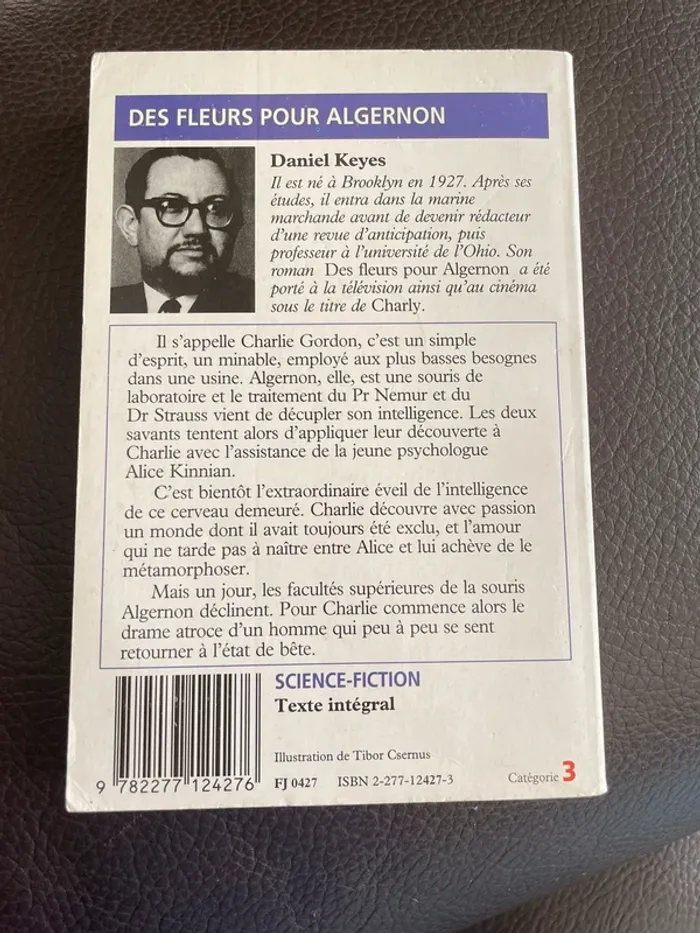 DES FLEURS POUR ALGERNON
Daniel Keyes
Il est né à Brooklyn en 1927. Après ses
études, il entra dans la marine
marchande avant de devenir rédacteur
d'une revue d'anticipation, puis
professeur à l'université de l'Ohio. Son
roman Des fleurs pour Algernon a été
porté à la télévision ainsi qu'au cinéma
sous le titre de Charly.
Il s'appelle Charlie Gordon, c'est un simple
d'esprit, un minable, employé aux plus basses besognes
dans une usine. Algernon, elle, est une souris de
laboratoire et le traitement du Pr Nemur et du
Dr Strauss vient de décupler son intelligence. Les deux
savants tentent alors d'appliquer leur découverte à
Charlie avec l'assistance de la jeune psychologue
Alice Kinnian.
C'est bientôt l'extraordinaire éveil de l'intelligence
de ce cerveau demeuré. Charlie découvre avec passion
un monde dont il avait toujours été exclu, et l'amour
qui ne tarde pas à naître entre Alice et lui achève de le
métamorphoser.
Mais un jour, les facultés supérieures de la souris
Algernon déclinent. Pour Charlie commence alors le
drame atroce d'un homme qui peu à peu se sent
retourner à l'état de bête.
SCIENCE-FICTION
Texte intégral
Illustration de Tibor Csernus
FJ 0427 ISBN 2-277-12427-3
Catégorie 3
9 782277 124276